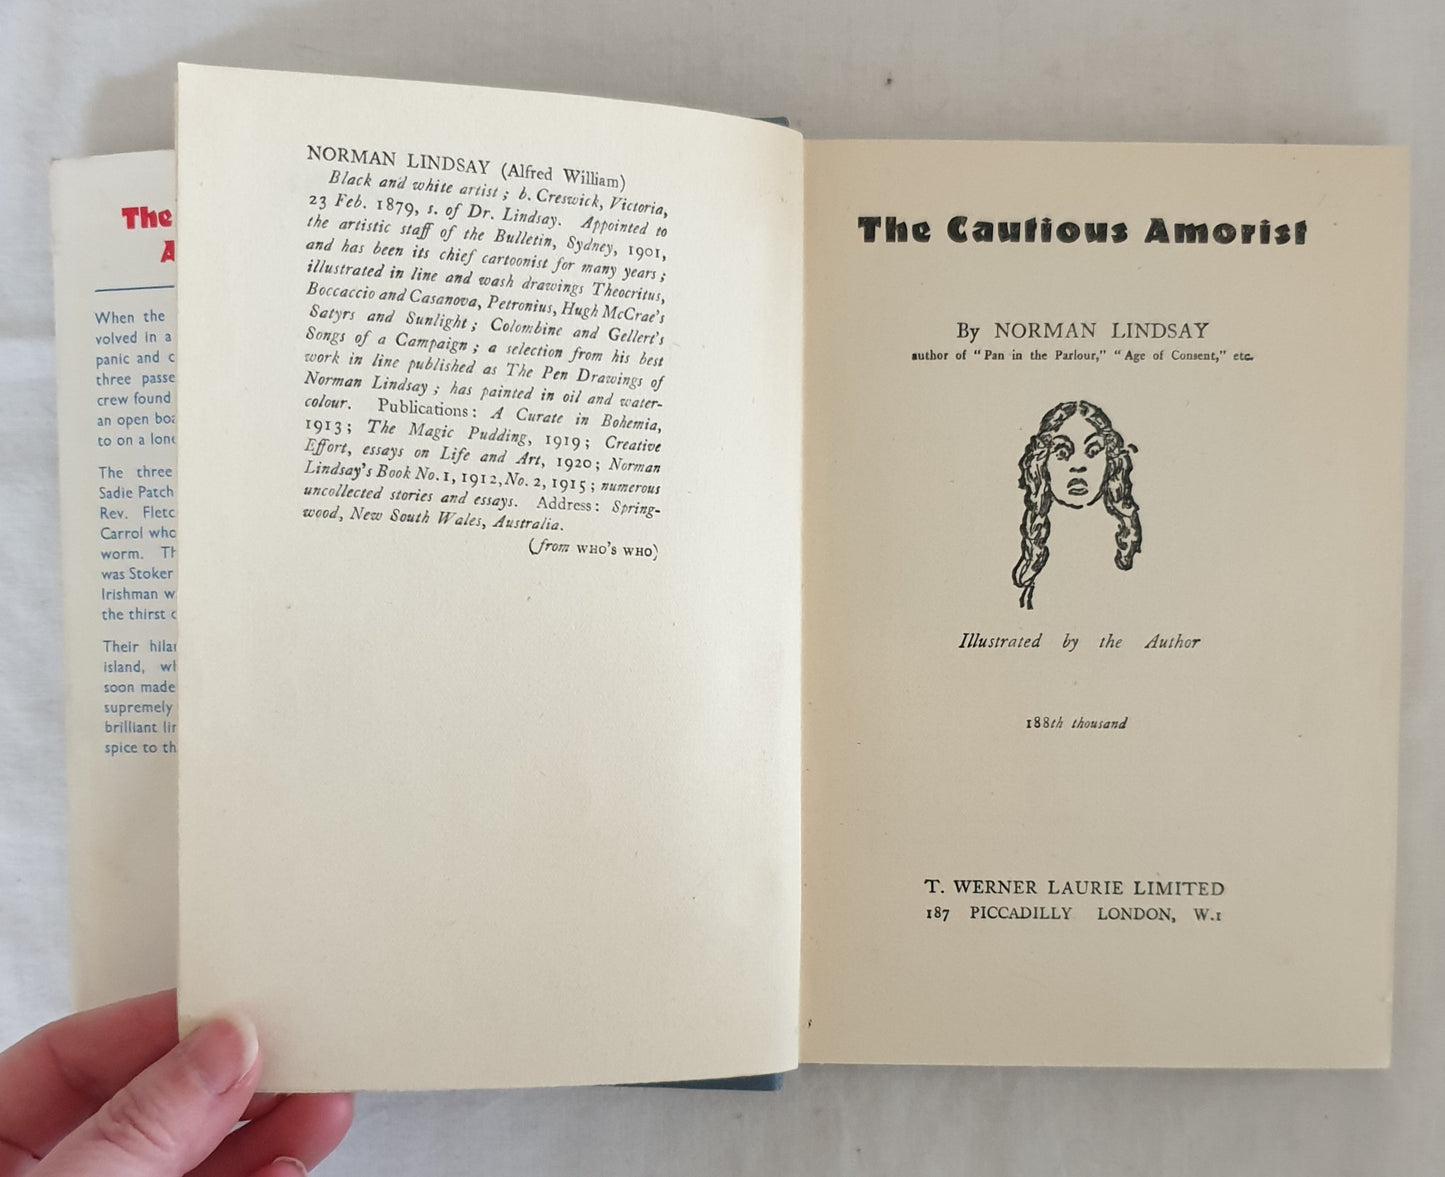 The
A
When the
volved in a
panic and c
three passe
crew found
an open boa
to on a lone
The three
Sadie Patch
Rev. Fletc
Carrol who
worm. Th
was Stoker
Irishman w
the thirst c
Their hilar
island, wh
soon made
supremely
brilliant lin
spice to th
NORMAN LINDSAY (Alfred William)
Black and white artist; b. Creswick, Victoria,
23 Feb. 1879, s. of Dr. Lindsay. Appointed to
the artistic staff of the Bulletin, Sydney, 1901,
and has been its chief cartoonist for many years;
illustrated in line and wash drawings Theocritus,
Boccaccio and Casanova, Petronius, Hugh McCrae's
Satyrs and Sunlight; Colombine and Gellert's
Songs of a Campaign; a selection from his best
work in line published as The Pen Drawings of
Norman Lindsay; has painted in oil and water-
colour. Publications: A Curate in Bohemia,
1913; The Magic Pudding, 1919; Creative
Effort, essays on Life and Art, 1920; Norman
Lindsay's Book No. 1, 1912, No. 2, 1915; numerous
uncollected stories and essays. Address: Spring-
wood, New South Wales, Australia.
(from WHO'S WHO)
The Cautious Amorist
By NORMAN LINDSAY
author of "Pan in the Parlour," "Age of Consent," etc.
Illustrated by the Author
188th thousand
T. WERNER LAURIE LIMITED
187 PICCADILLY LONDON, W.1